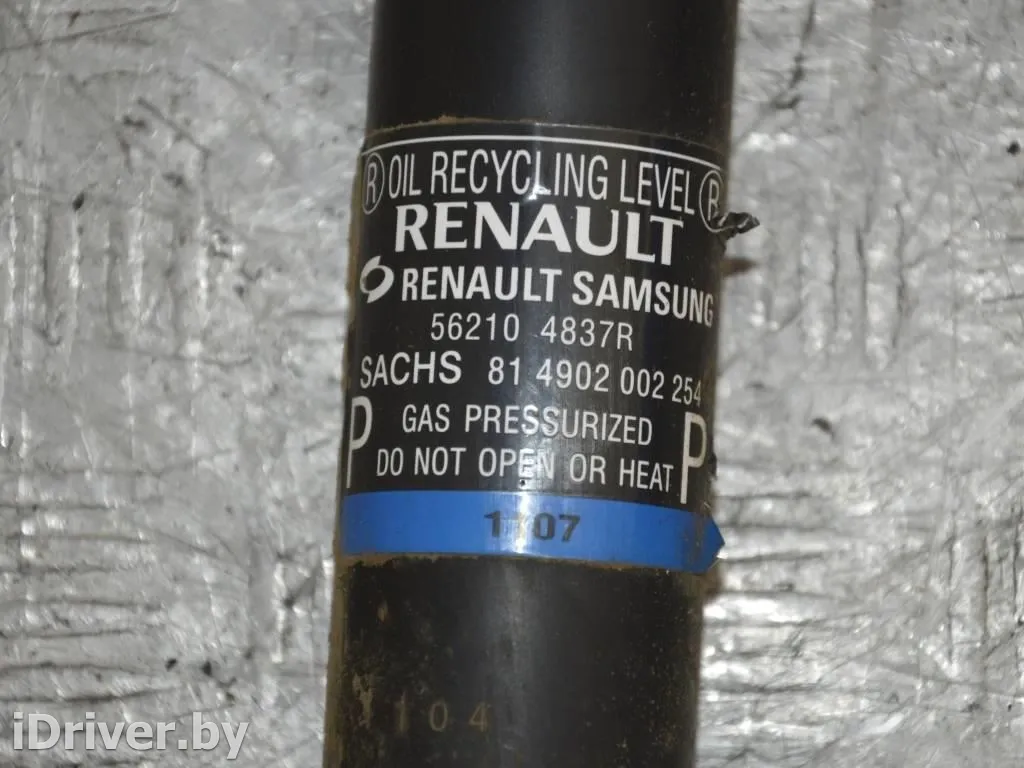 R OIL RECYCLING LEVEL R
RENAULT
RENAULT SAMSUNG
56210 4837R
SACHS 81 4902 002 254
P GAS PRESSURIZED P
DO NOT OPEN OR HEAT
1107
1104
iDriver.by